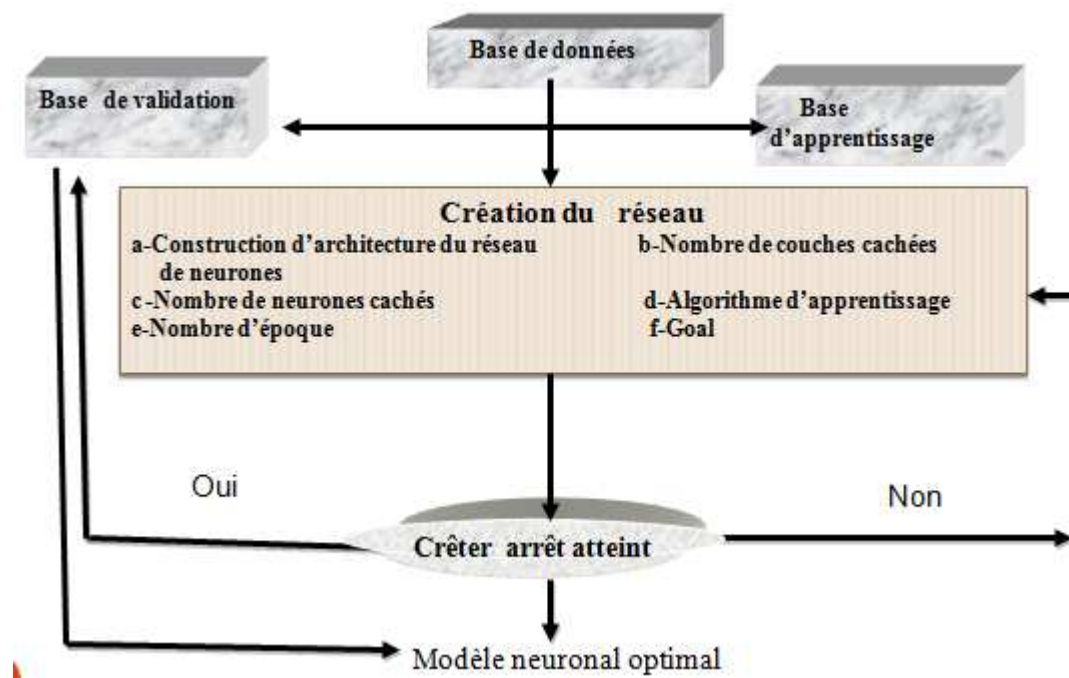 Base de données
Base de validation
Base
d'apprentissage
Création du réseau
a-Construction d'architecture du réseau
de neurones
b-Nombre de couches cachées
c-Nombre de neurones cachés
d-Algorithme d'apprentissage
e-Nombre d'époque
f-Goal
Oui
Non
Crêter arrêt atteint
Modèle neuronal optimal